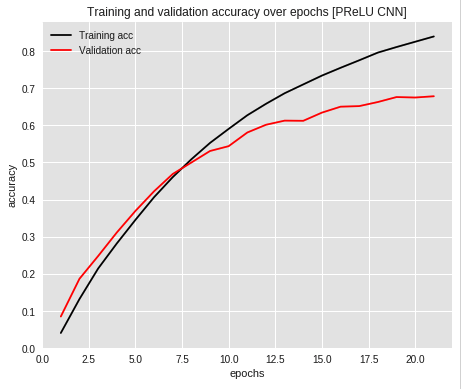 Training and validation accuracy over epochs [PReLU CNN]
Training acc
Validation acc
accuracy
0.8
0.7
0.6
0.5
0.4
0.3
0.2
0.1
0.0
0.0 2.5 5.0 7.5 10.0 12.5 15.0 17.5 20.0
epochs